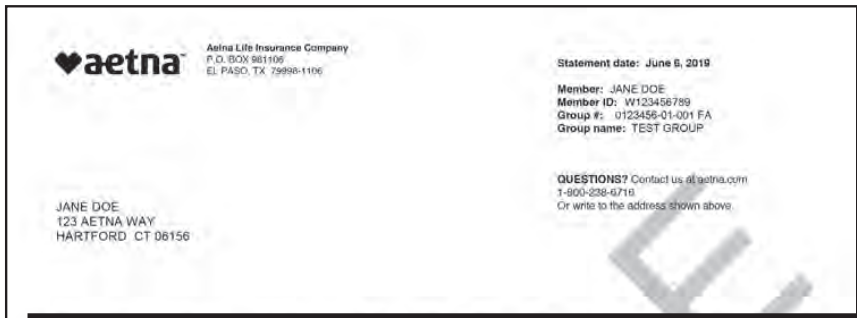 aetna™
Aetna Life Insurance Company
P.O. BOX 981106
EL PASO, TX 79998-1106
Statement date: June 6, 2019
Member: JANE DOE
Member ID: W123456789
Group #: 0123456-01-001 FA
Group name: TEST GROUP
QUESTIONS? Contact us at aetna.com
1-800-238-6716
Or write to the address shown above.
JANE DOE
123 AETNA WAY
HARTFORD CT 06156
E